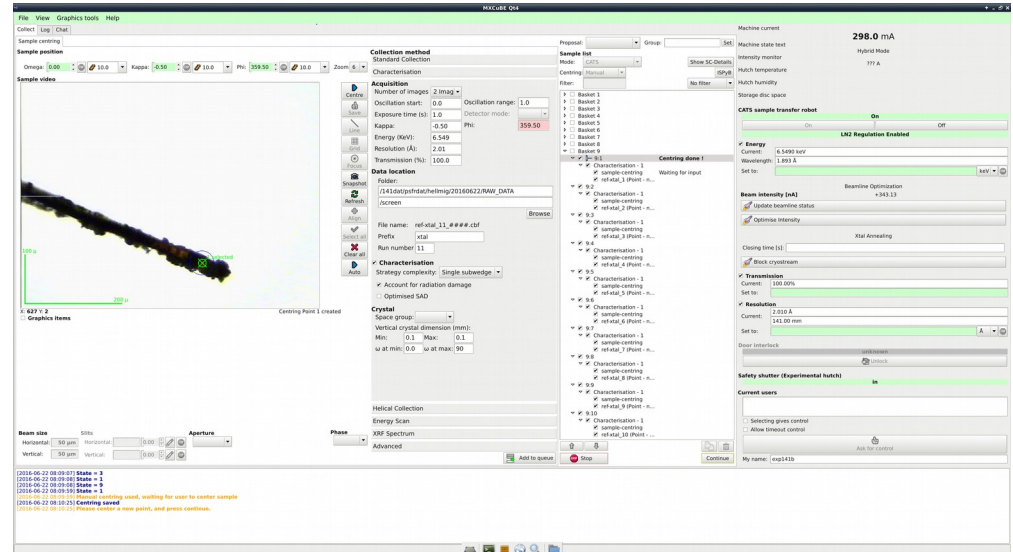 MXCuBE Qt4
File View Graphics tools Help
Collect Log Chat
Sample centring
Sample position
Omega: 0.00 10.0 Kappa: -0.50 10.0 Phi: 359.50 10.0 Zoom 6
Sample video
100 µ
200 µ
X: 627 Y: 2
Centring Point 1 created
Graphics items
Centre
Save
Line
Grid
Focus
Snapshot
Refresh
Align
Select all
Clear all
Auto
Beam size
Horizontal: 50 µm
Vertical: 50 µm
Slits
Horizontal: 0.00
Vertical: 0.00
Aperture
Phase
Collection method
Standard Collection
Characterisation
Acquisition
Number of images 2 Imag
Oscillation start: 0.0 Oscillation range: 1.0
Exposure time (s): 1.0 Detector mode:
Kappa: -0.50 Phi: 359.50
Energy (KeV): 6.549
Resolution (Å): 2.01
Transmission (%): 100.0
Data location
Folder:
/141dat/psfrdat/hellmig/20160622/RAW_DATA
/screen
Browse
File name: ref-xtal_11_####.cbf
Prefix xtal
Run number 11
Characterisation
Strategy complexity: Single subwedge
Account for radiation damage
Optimised SAD
Crystal
Space group:
Vertical crystal dimension (mm):
Min: 0.1 Max: 0.1
ω at min: 0.0 ω at max: 90
Helical Collection
Energy Scan
XRF Spectrum
Advanced
Add to queue
Proposal: Group: Set
Sample list
Mode: CATS Show SC-Details
Centring: Manual ISPyB
Filter: No filter
Basket 1
Basket 2
Basket 3
Basket 4
Basket 5
Basket 6
Basket 7
Basket 8
Basket 9
9:1 Centring done !
Characterisation - 1
sample-centring Waiting for input
ref-xtal_1 (Point - n...
9:2
Characterisation - 1
sample-centring
ref-xtal_2 (Point - n...
9:3
Characterisation - 1
sample-centring
ref-xtal_3 (Point - n...
9:4
Characterisation - 1
sample-centring
ref-xtal_4 (Point - n...
9:5
Characterisation - 1
sample-centring
ref-xtal_5 (Point - n...
9:6
Characterisation - 1
sample-centring
ref-xtal_6 (Point - n...
9:7
Characterisation - 1
sample-centring
ref-xtal_7 (Point - n...
9:8
Characterisation - 1
sample-centring
ref-xtal_8 (Point - n...
9:9
Characterisation - 1
sample-centring
ref-xtal_9 (Point - n...
9:10
Characterisation - 1
sample-centring
ref-xtal_10 (Point - n...
Stop
Continue
Machine current
298.0 mA
Machine state text
Hybrid Mode
Intensity monitor
??? A
Hutch temperature
Hutch humidity
Storage disc space
CATS sample transfer robot
On
On Off
LN2 Regulation Enabled
Energy
Current: 6.5490 keV
Wavelength: 1.893 Å
Set to: keV
Beamline Optimization
Beam intensity [nA] +343.13
Update beamline status
Optimise Intensity
Xtal Annealing
Closing time [s]:
Block cryostream
Transmission
Current: 100.00%
Set to:
Resolution
Current: 2.010 Å
141.00 mm
Set to: Å
Door interlock
unknown
Unlock
Safety shutter (Experimental hutch)
in
Current users
Selecting gives control
Allow timeout control
Ask for control
My name: exp141b
[2016-06-22 08:09:07] State = 3
[2016-06-22 08:09:08] State = 1
[2016-06-22 08:09:08] State = 9
[2016-06-22 08:09:59] State = 1
[2016-06-22 08:09:59] Manual centring used, waiting for user to center sample
[2016-06-22 08:10:25] Centring saved
[2016-06-22 08:10:25] Please center a new point, and press continue.